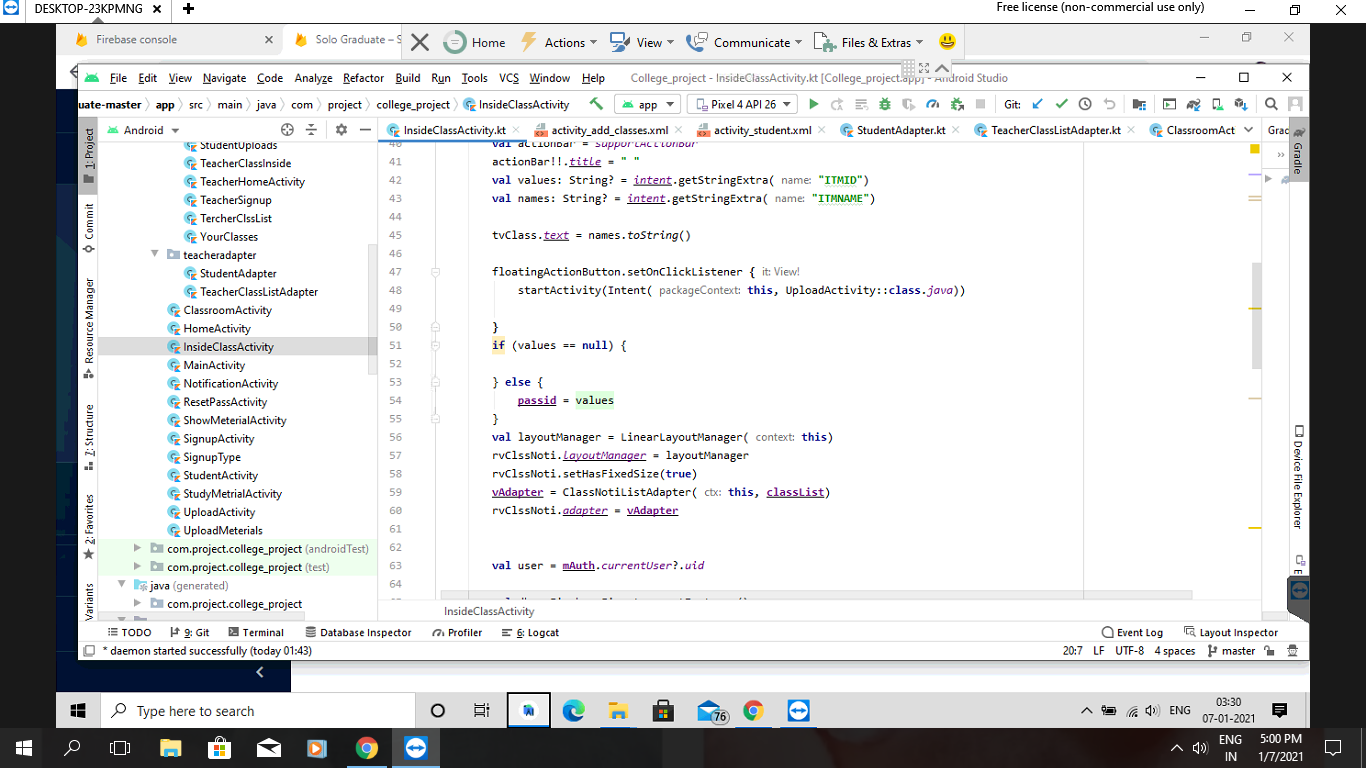 DESKTOP-23KPMNG
Free license (non-commercial use only)
Firebase console
Solo Graduate – S
Home
Actions
View
Communicate
Files & Extras
File Edit View Navigate Code Analyze Refactor Build Run Tools VCS Window Help
College_project - InsideClassActivity.kt [College_project.app] - Android Studio
uate-master app src main java com project college_project InsideClassActivity
app
Pixel 4 API 26
Git:
Android
InsideClassActivity.kt
activity_add_classes.xml
activity_student.xml
StudentAdapter.kt
TeacherClassListAdapter.kt
ClassroomAct
Grad
1: Project
Commit
Resource Manager
7: Structure
2: Favorites
Variants
StudentUploads
TeacherClassInside
TeacherHomeActivity
TeacherSignup
TercherClssList
YourClasses
teacheradapter
StudentAdapter
TeacherClassListAdapter
ClassroomActivity
HomeActivity
InsideClassActivity
MainActivity
NotificationActivity
ResetPassActivity
ShowMeterialActivity
SignupActivity
SignupType
StudentActivity
StudyMetrialActivity
UploadActivity
UploadMeterials
com.project.college_project (androidTest)
com.project.college_project (test)
java (generated)
com.project.college_project
40 val actionBar = supportActionBar
41 actionBar!!.title = " "
42 val values: String? = intent.getStringExtra( name: "ITMID")
43 val names: String? = intent.getStringExtra( name: "ITMNAME")
44
45 tvClass.text = names.toString()
46
47 floatingActionButton.setOnClickListener { it: View!
48 startActivity(Intent( packageContext: this, UploadActivity::class.java))
49
50 }
51 if (values == null) {
52
53 } else {
54 passid = values
55 }
56 val layoutManager = LinearLayoutManager( context: this)
57 rvClssNoti.layoutManager = layoutManager
58 rvClssNoti.setHasFixedSize(true)
59 vAdapter = ClassNotiListAdapter( ctx: this, classList)
60 rvClssNoti.adapter = vAdapter
61
62
63 val user = mAuth.currentUser?.uid
64
InsideClassActivity
Gradle
Device File Explorer
E
TODO
9: Git
Terminal
Database Inspector
Profiler
6: Logcat
Event Log
Layout Inspector
* daemon started successfully (today 01:43)
20:7 LF UTF-8 4 spaces master
Type here to search
76
ENG
03:30
07-01-2021
ENG
IN
5:00 PM
1/7/2021